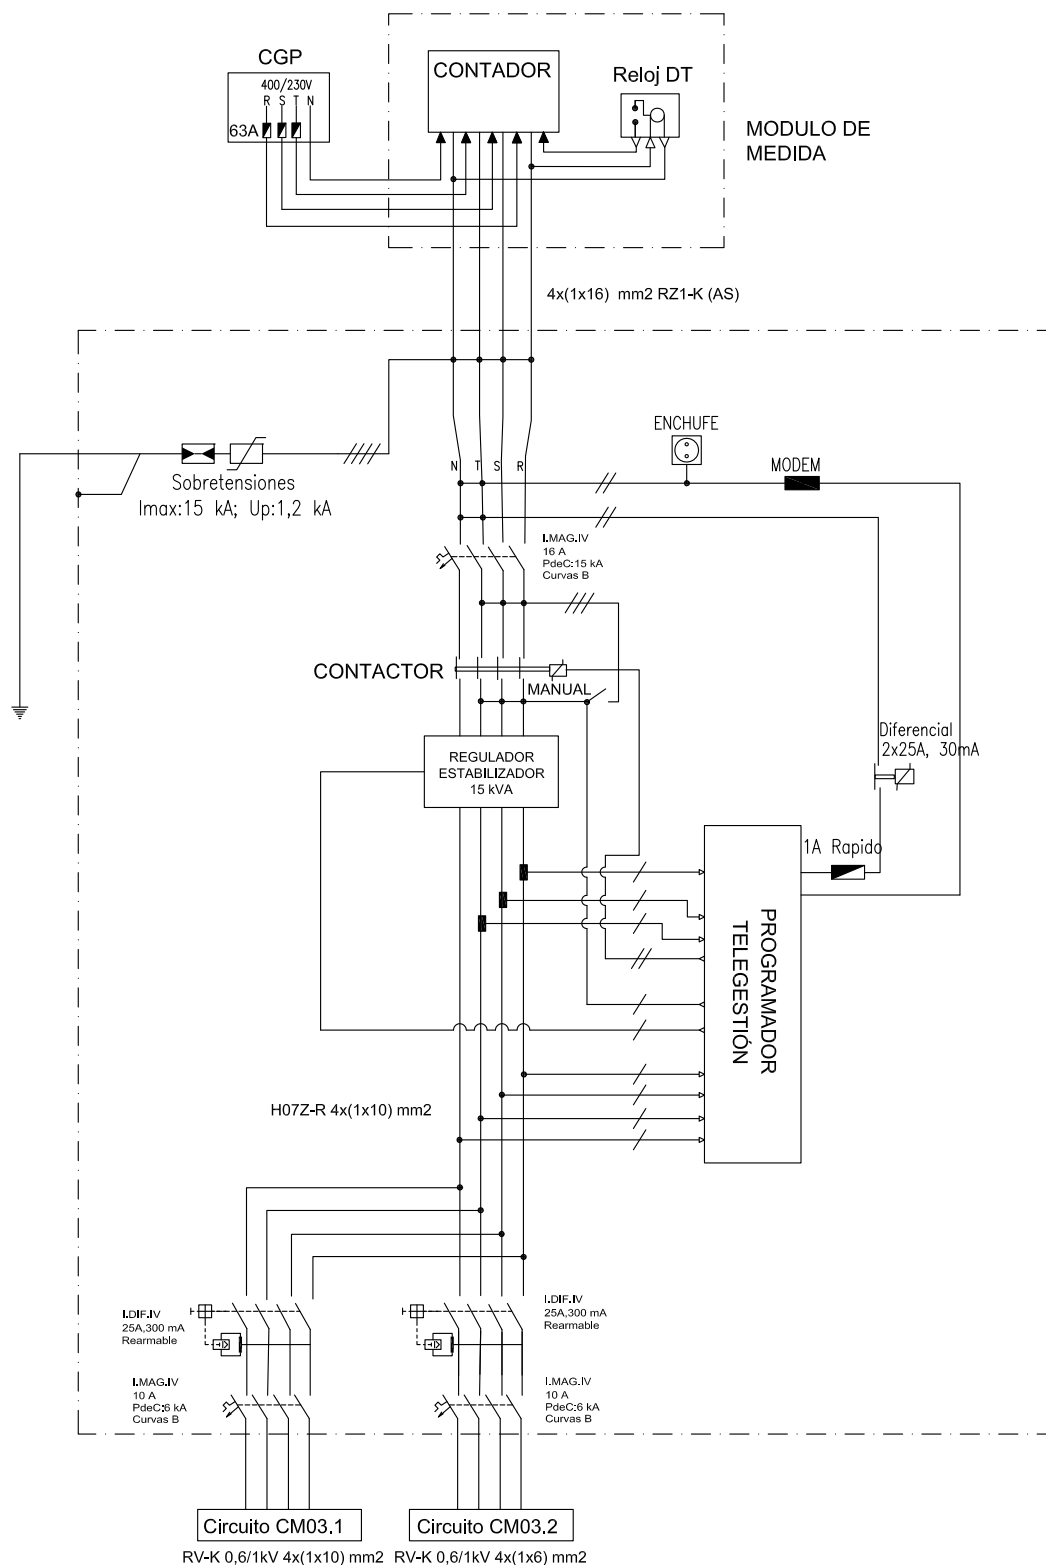 CGP
400/230V
R S T N
63A
CONTADOR
Reloj DT
MODULO DE
MEDIDA
4x(1x16) mm2 RZ1-K (AS)
ENCHUFE
MODEM
N T S R
Sobretensiones
Imax:15 kA; Up:1,2 kA
I.MAG.IV
16 A
PdeC:15 kA
Curvas B
CONTACTOR
MANUAL
REGULADOR
ESTABILIZADOR
15 kVA
Diferencial
2x25A, 30mA
1A Rapido
PROGRAMADOR
TELEGESTIÓN
H07Z-R 4x(1x10) mm2
I.DIF.IV
25A,300 mA
Rearmable
I.DIF.IV
25A,300 mA
Rearmable
I.MAG.IV
10 A
PdeC:6 kA
Curvas B
I.MAG.IV
10 A
PdeC:6 kA
Curvas B
Circuito CM03.1
Circuito CM03.2
RV-K 0,6/1kV 4x(1x10) mm2
RV-K 0,6/1kV 4x(1x6) mm2